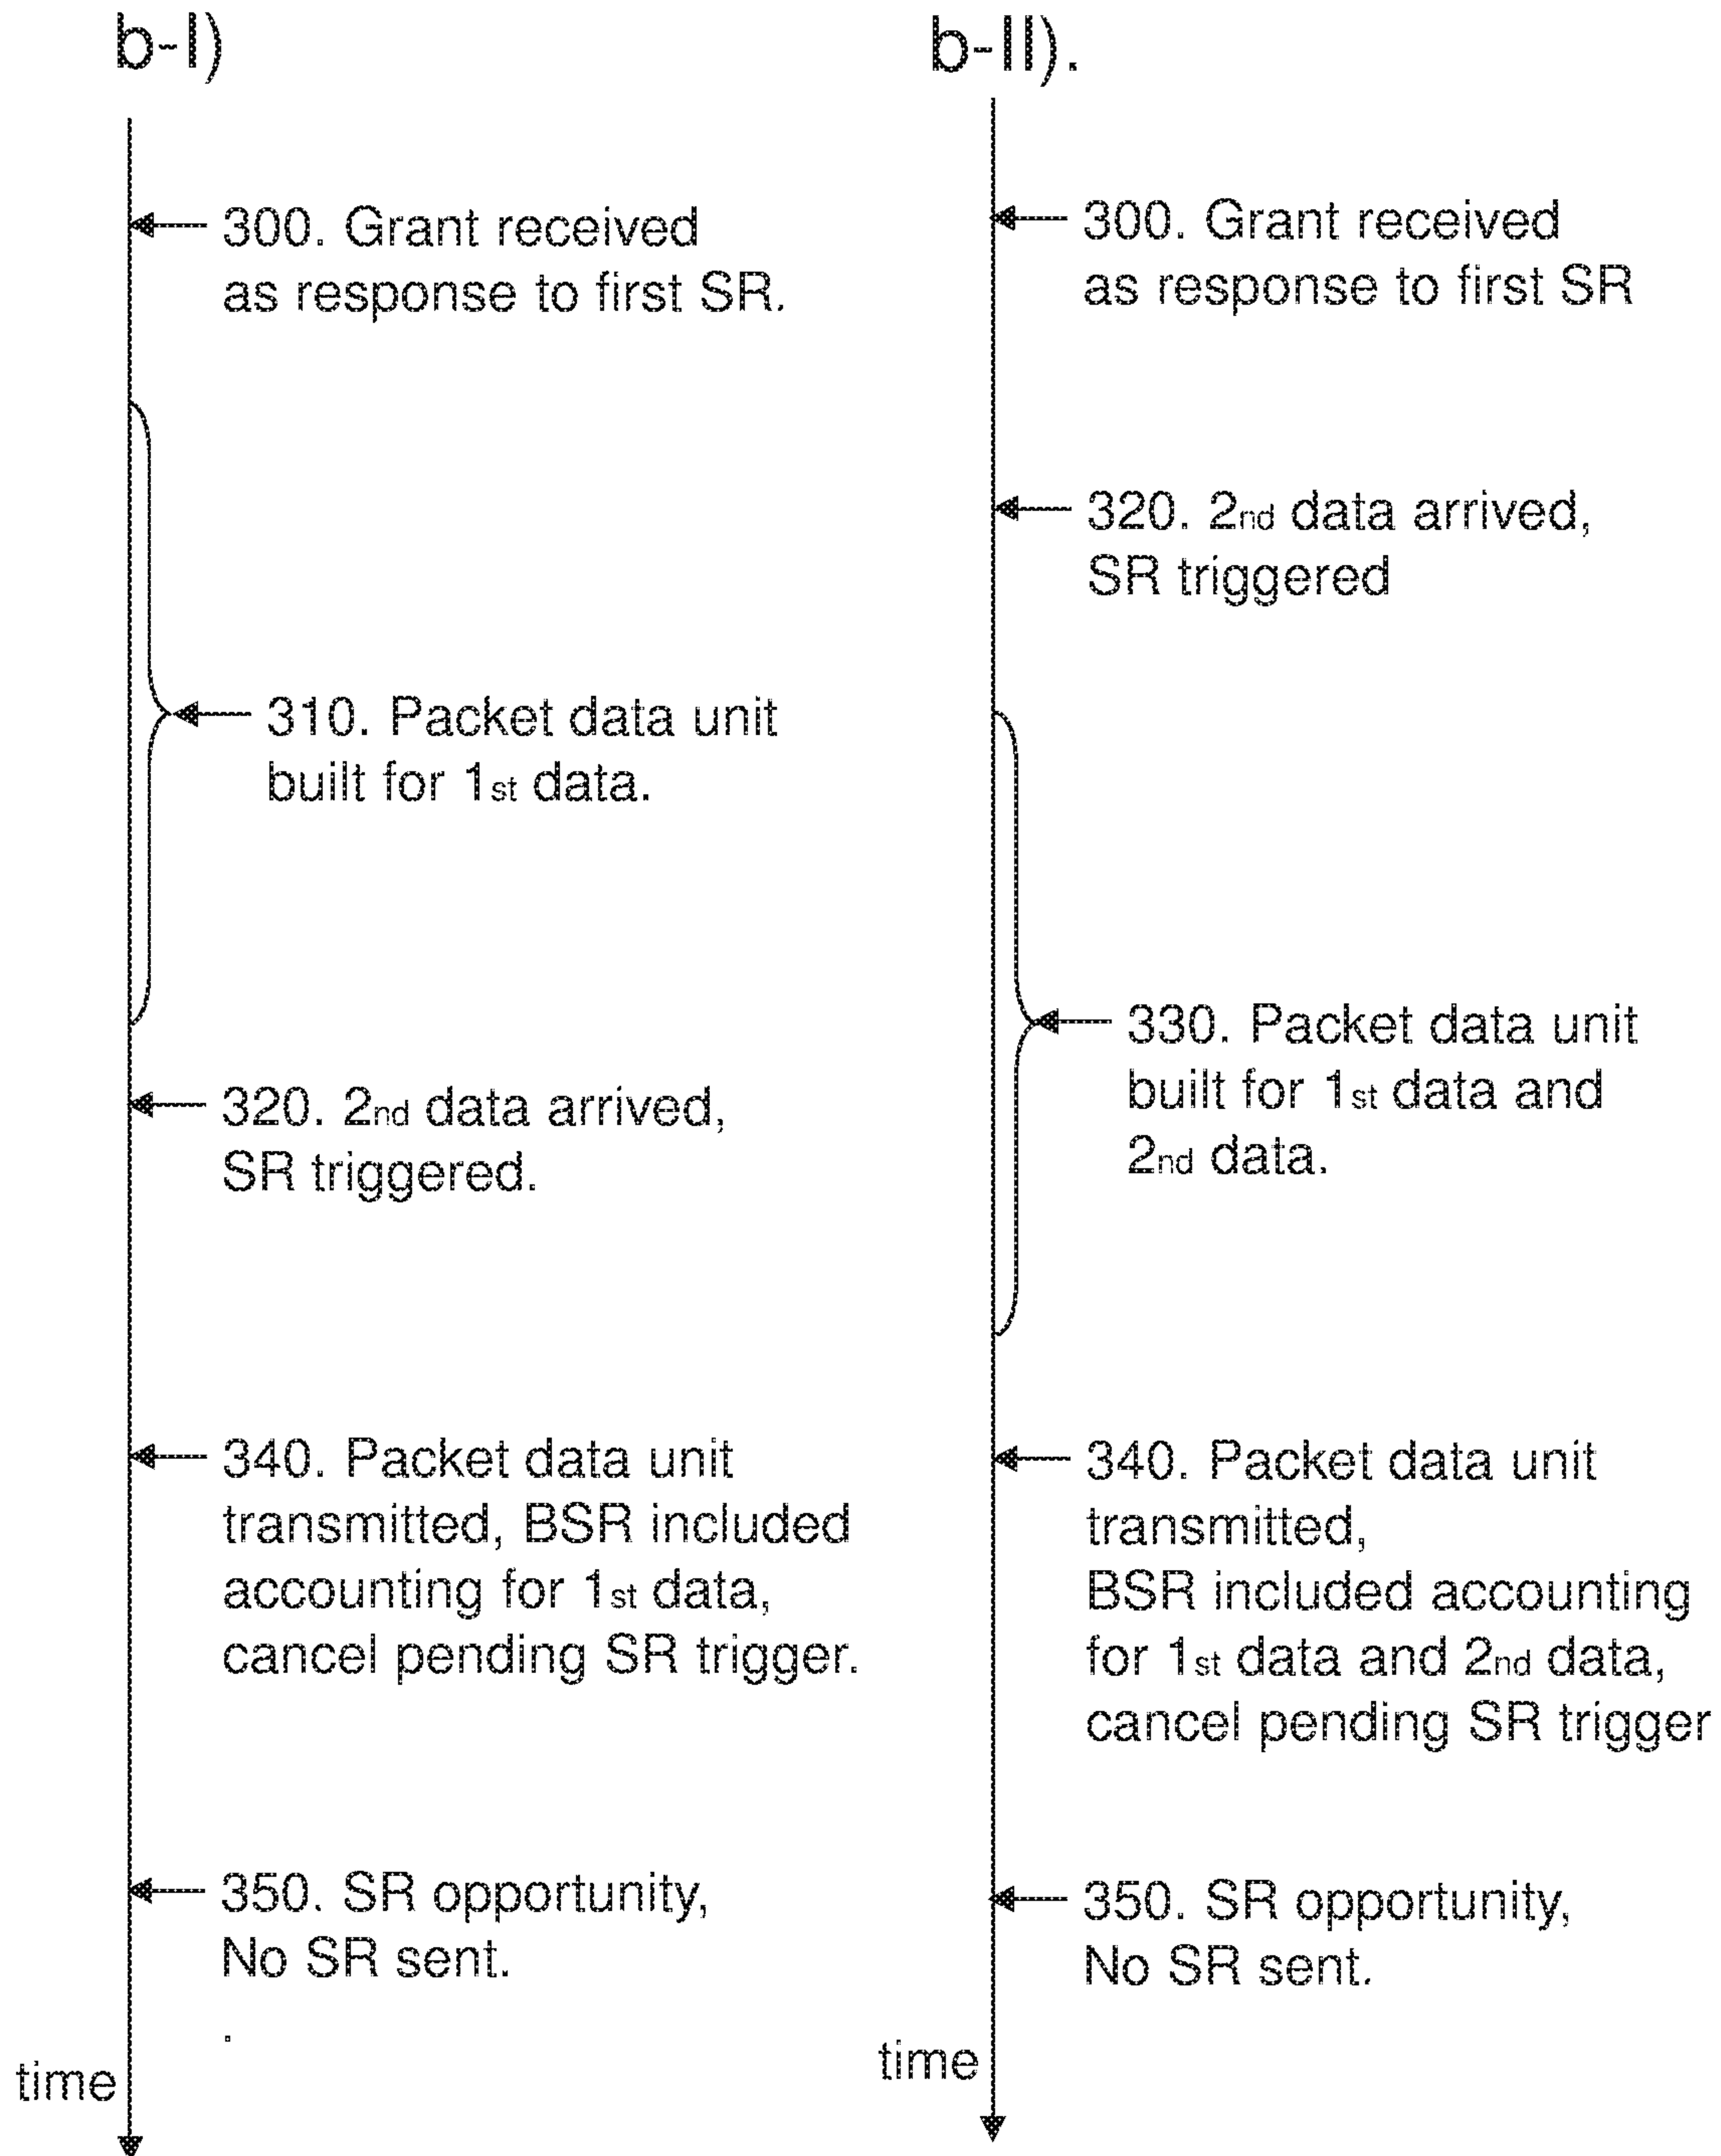 b-I)
300. Grant received
as response to first SR.
310. Packet data unit
built for 1st data.
320. 2nd data arrived,
SR triggered.
340. Packet data unit
transmitted, BSR included
accounting for 1st data,
cancel pending SR trigger.
350. SR opportunity,
No SR sent.
.
time
b-II).
300. Grant received
as response to first SR
320. 2nd data arrived,
SR triggered
330. Packet data unit
built for 1st data and
2nd data.
340. Packet data unit
transmitted,
BSR included accounting
for 1st data and 2nd data,
cancel pending SR trigger
350. SR opportunity,
No SR sent.
time